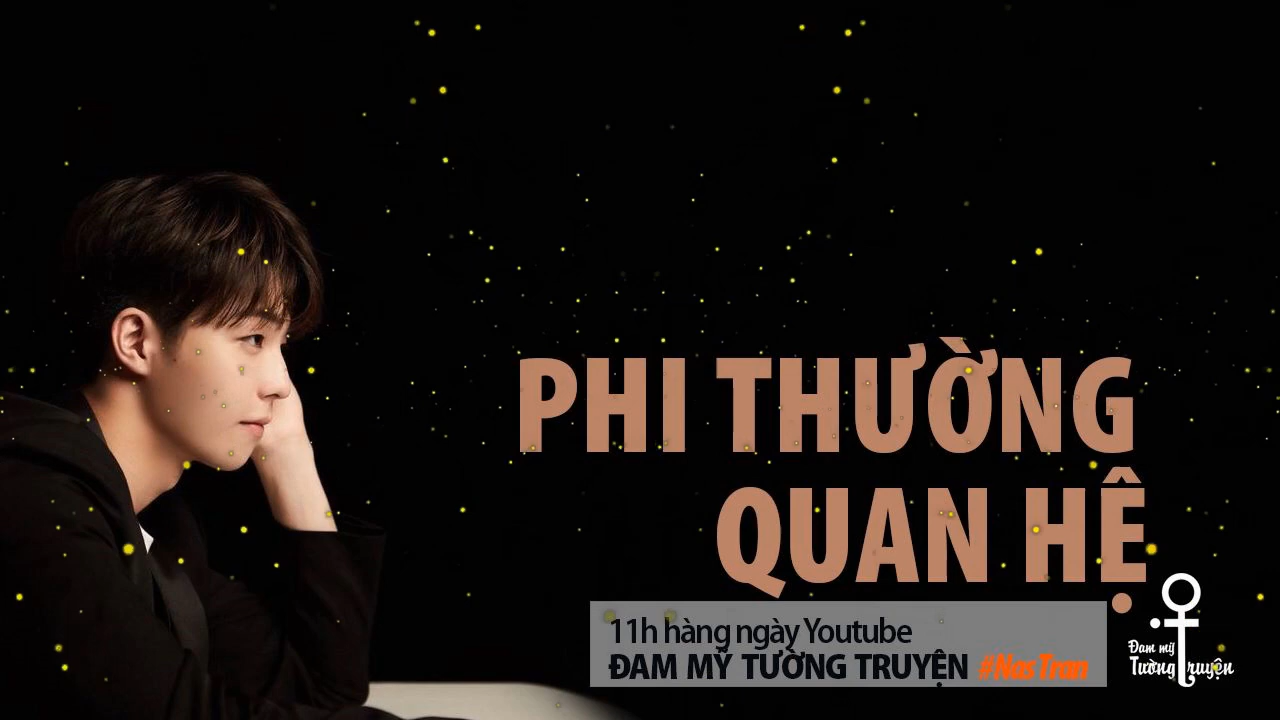 PHI THƯỜNG
QUAN HỆ
11h hàng ngày Youtube
ĐAM MỸ TƯỜNG TRUYỆN #NasTran
Đam mỹ
Tường Truyện